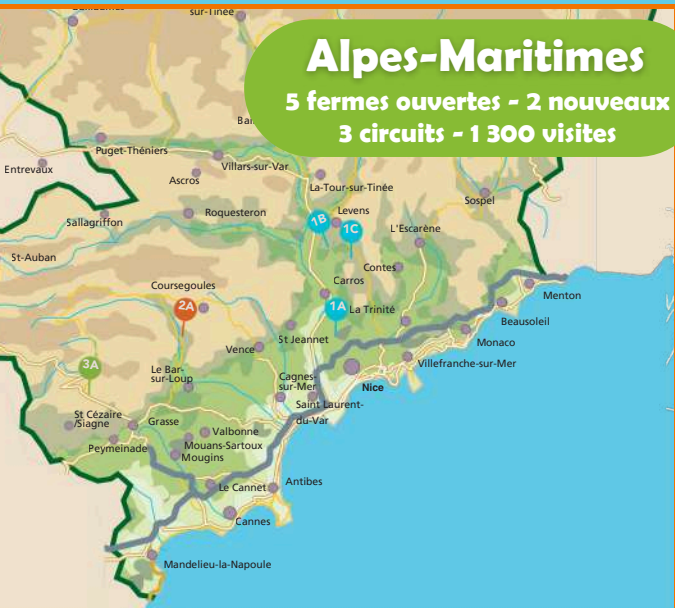 sur-Tinée
Alpes-Maritimes
5 fermes ouvertes - 2 nouveaux
3 circuits - 1 300 visites
Puget-Théniers
Entrevaux
Villars-sur-Var
Ascros
La-Tour-sur-Tinée
Sospel
Roquesteron
Sallagriffon
1B
Levens
1C
L'Escarène
St-Auban
Contes
Coursegoules
Carros
Menton
2A
1A
La Trinité
Beausoleil
Monaco
St Jeannet
Vence
Villefranche-sur-Mer
3A
Le Bar-
sur-Loup
Cagnes-
sur-Mer
Nice
Saint Laurent-
du-Var
St Cézaire
/Siagne
Grasse
Valbonne
Peymeinade
Mouans-Sartoux
Mougins
Le Cannet
Antibes
Cannes
Mandelieu-la-Napoule